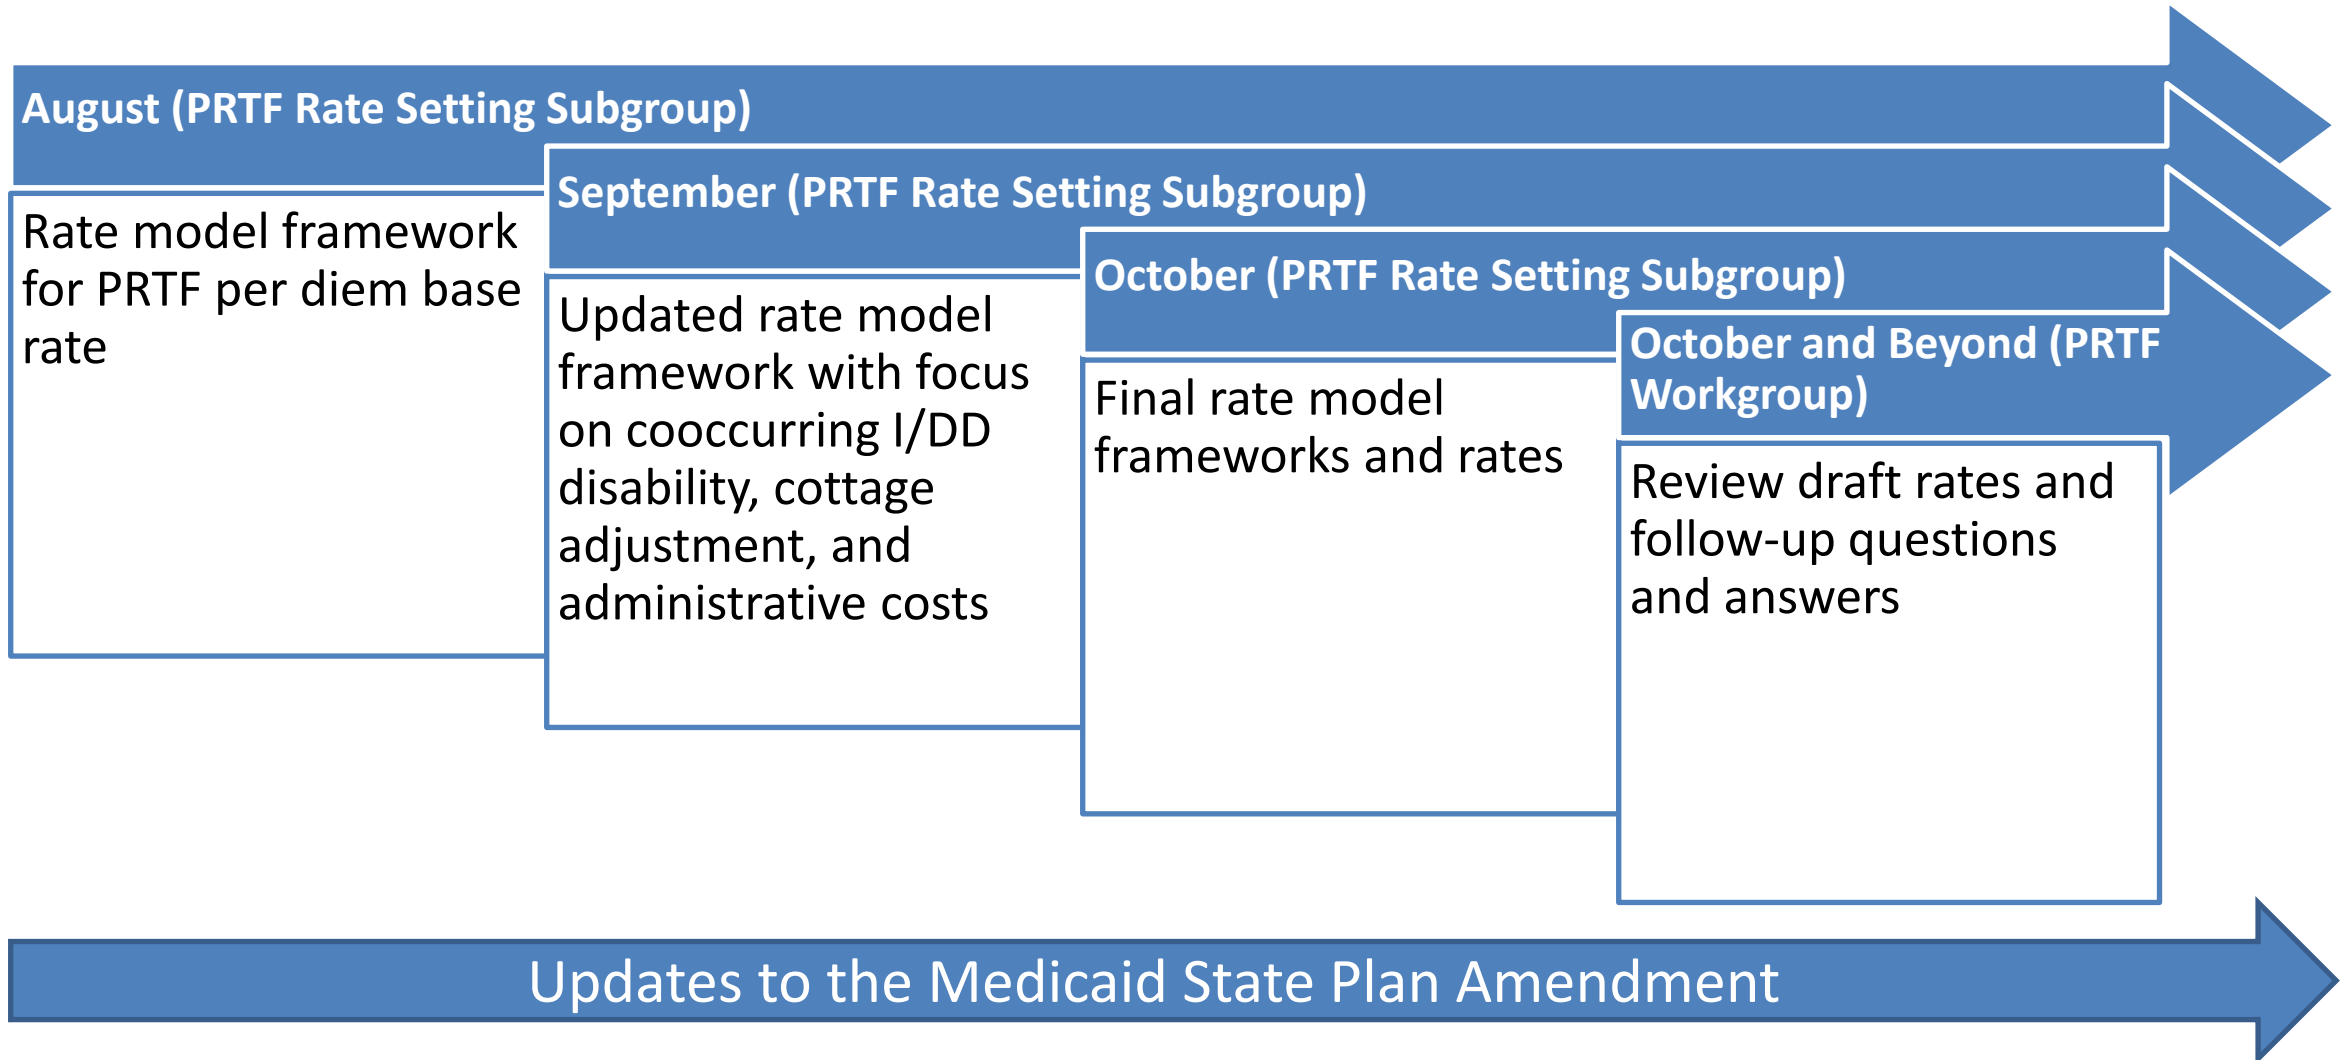 August (PRTF Rate Setting Subgroup)
Rate model framework
for PRTF per diem base
rate
September (PRTF Rate Setting Subgroup)
Updated rate model
framework with focus
on cooccurring I/DD
disability, cottage
adjustment, and
administrative costs
October (PRTF Rate Setting Subgroup)
Final rate model
frameworks and rates
October and Beyond (PRTF
Workgroup)
Review draft rates and
follow-up questions
and answers
Updates to the Medicaid State Plan Amendment